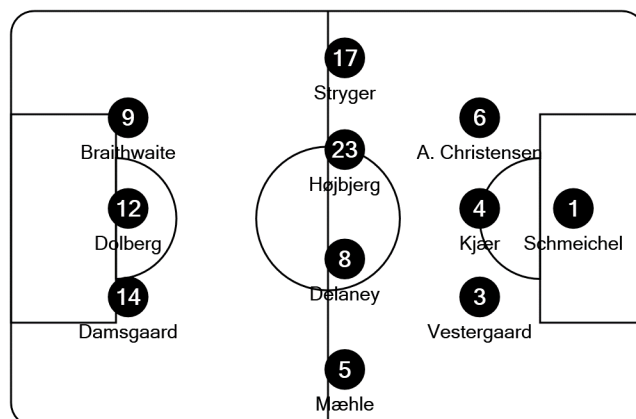 17
Stryger
9
Braithwaite
6
A. Christensen
23
Højbjerg
12
Dolberg
4
Kjær
1
Schmeichel
8
Delaney
14
Damsgaard
3
Vestergaard
5
Mæhle